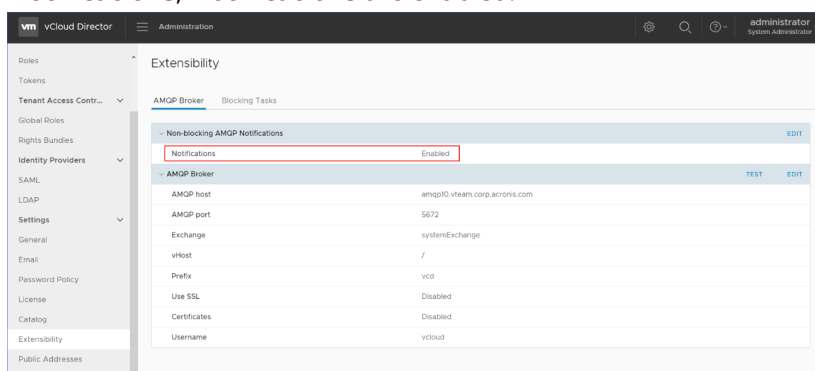 vm vCloud Director Administration administrator
System Administrator
Roles
Tokens
Tenant Access Contr...
Global Roles
Rights Bundles
Identity Providers
SAML
LDAP
Settings
General
Email
Password Policy
License
Catalog
Extensibility
Public Addresses
Extensibility
AMQP Broker Blocking Tasks
Non-blocking AMQP Notifications EDIT
Notifications Enabled
AMQP Broker TEST EDIT
AMQP host amqp10.vteam.corp.acronis.com
AMQP port 5672
Exchange systemExchange
vHost /
Prefix vcd
Use SSL Disabled
Certificates Disabled
Username vcloud